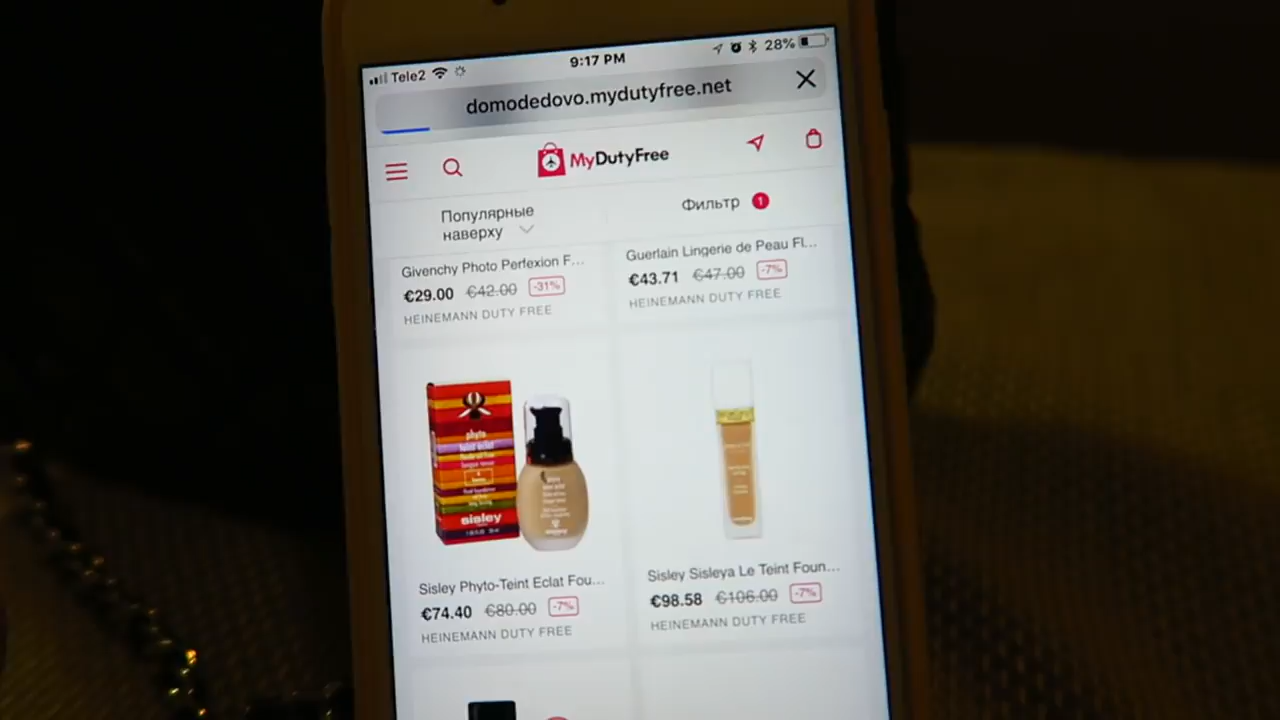 Tele2
9:17 PM
28%
domodedovo.mydutyfree.net
MyDutyFree
Популярные
наверху
Фильтр 1
Givenchy Photo Perfexion F...
€29.00 €42.00 -31%
HEINEMANN DUTY FREE
Guerlain Lingerie de Peau Fl...
€43.71 €47.00 -7%
HEINEMANN DUTY FREE
phyto
teint éclat
sisley
Sisley Phyto-Teint Eclat Fou...
€74.40 €80.00 -7%
HEINEMANN DUTY FREE
Sisley Sisleya Le Teint Foun...
€98.58 €106.00 -7%
HEINEMANN DUTY FREE